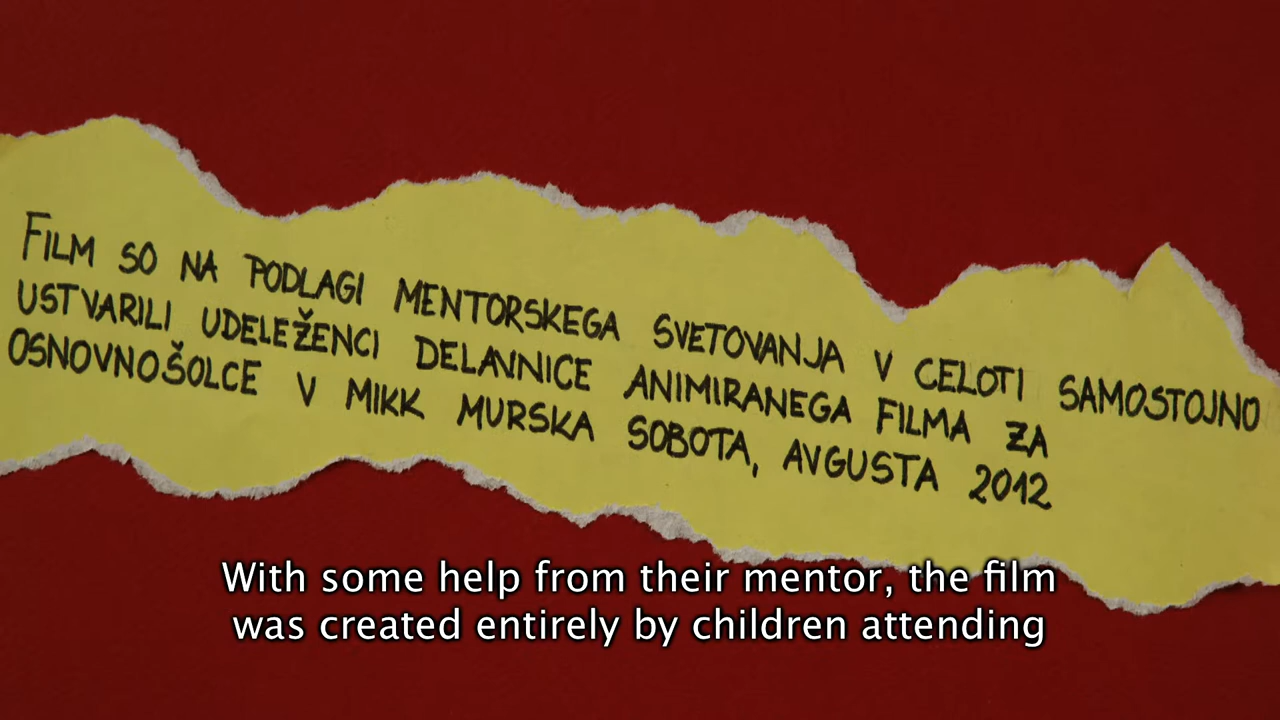 FILM SO NA PODLAGI MENTORSKEGA SVETOVANJA V CELOTI SAMOSTOJNO
USTVARILI UDELEŽENCI DELAVNICE ANIMIRANEGA FILMA ZA
OSNOVNOŠOLCE V MIKK MURSKA SOBOTA, AVGUSTA 2012
With some help from their mentor, the film
was created entirely by children attending